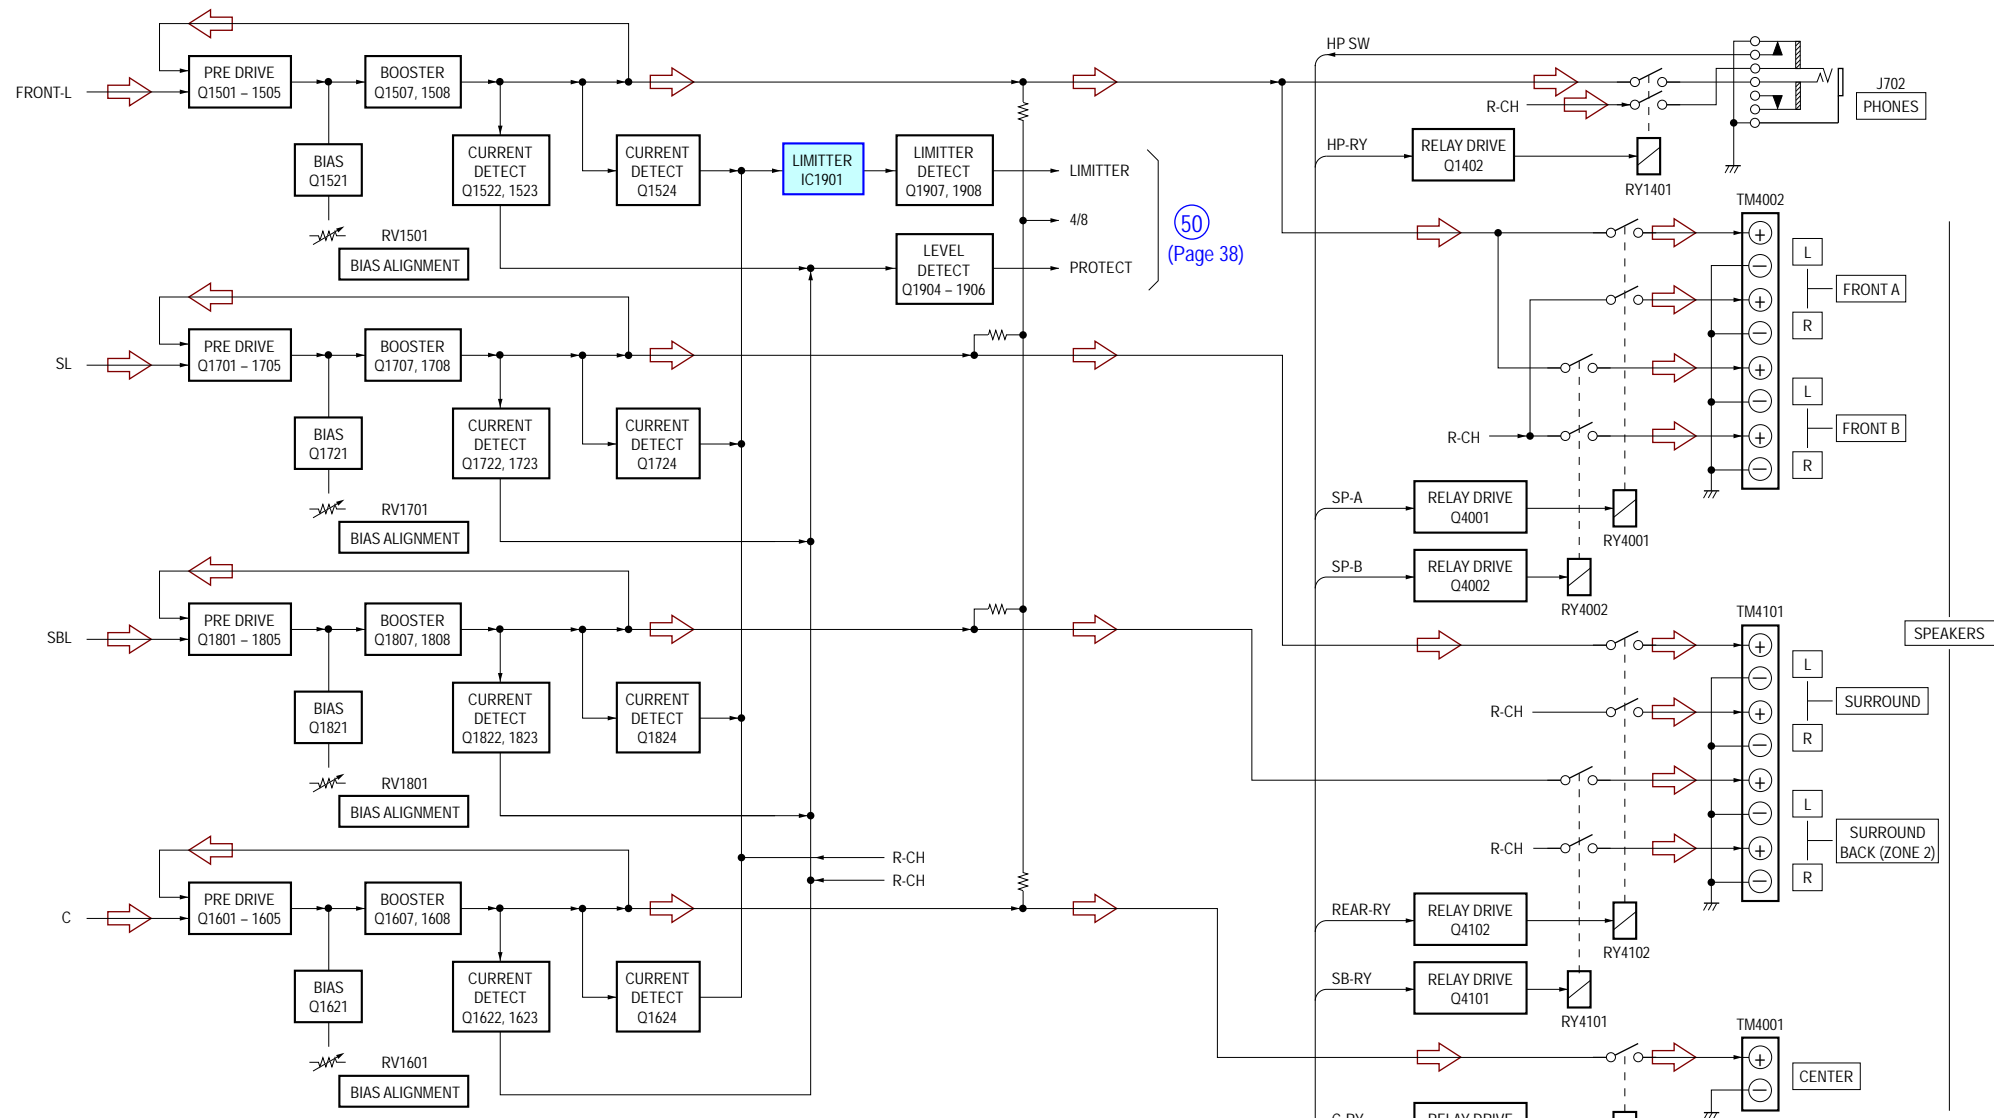 FRONT-L
PRE DRIVE
Q1501 – 1505
BOOSTER
Q1507, 1508
BIAS
Q1521
CURRENT
DETECT
Q1522, 1523
CURRENT
DETECT
Q1524
RV1501
BIAS ALIGNMENT
LIMITTER
IC1901
LIMITTER
DETECT
Q1907, 1908
LEVEL
DETECT
Q1904 – 1906
LIMITTER
4/8
PROTECT
50
(Page 38)
SL
PRE DRIVE
Q1701 – 1705
BOOSTER
Q1707, 1708
BIAS
Q1721
CURRENT
DETECT
Q1722, 1723
CURRENT
DETECT
Q1724
RV1701
BIAS ALIGNMENT
SBL
PRE DRIVE
Q1801 – 1805
BOOSTER
Q1807, 1808
BIAS
Q1821
CURRENT
DETECT
Q1822, 1823
CURRENT
DETECT
Q1824
RV1801
BIAS ALIGNMENT
R-CH
R-CH
C
PRE DRIVE
Q1601 – 1605
BOOSTER
Q1607, 1608
BIAS
Q1621
CURRENT
DETECT
Q1622, 1623
CURRENT
DETECT
Q1624
RV1601
BIAS ALIGNMENT
HP SW
R-CH
J702
PHONES
HP-RY
RELAY DRIVE
Q1402
RY1401
TM4002
+
–
+
–
+
–
+
–
L
R
FRONT A
L
R
FRONT B
R-CH
SP-A
RELAY DRIVE
Q4001
RY4001
SP-B
RELAY DRIVE
Q4002
RY4002
SPEAKERS
TM4101
+
–
+
–
+
–
+
–
L
R
SURROUND
R-CH
L
R
SURROUND
BACK (ZONE 2)
R-CH
REAR-RY
RELAY DRIVE
Q4102
RY4102
SB-RY
RELAY DRIVE
Q4101
RY4101
TM4001
+
–
CENTER
C-RY
RELAY DRIVE